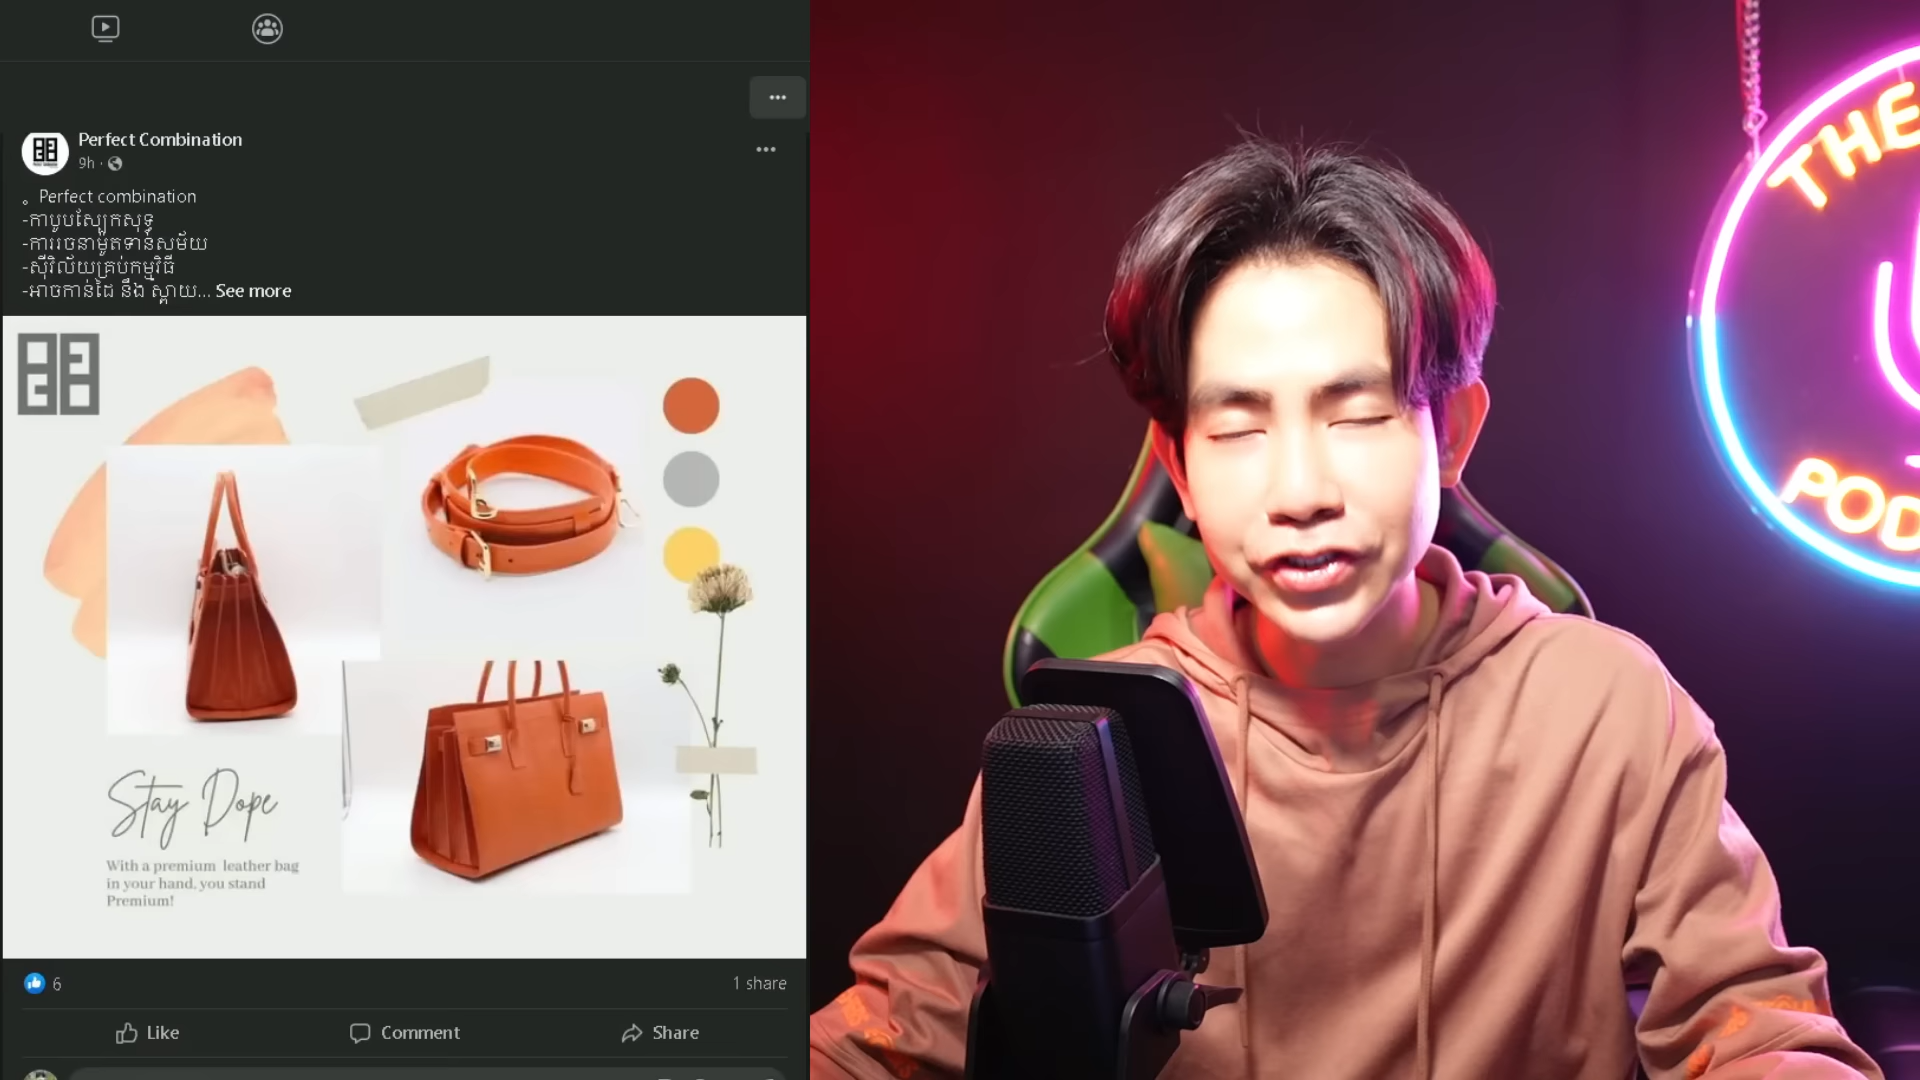 Perfect Combination
9h
Perfect combination
-កាបូបស្បែកសុទ្ធ
-ការរចនាម៉ូតទាន់សម័យ
-ស៊ីវិល័យគ្រប់កម្មវិធី
-អាចកាន់ដៃ នឹង ស្ពាយ... See more
Stay Dope
With a premium leather bag
in your hand, you stand
Premium!
6
1 share
Like
Comment
Share
THE
POD